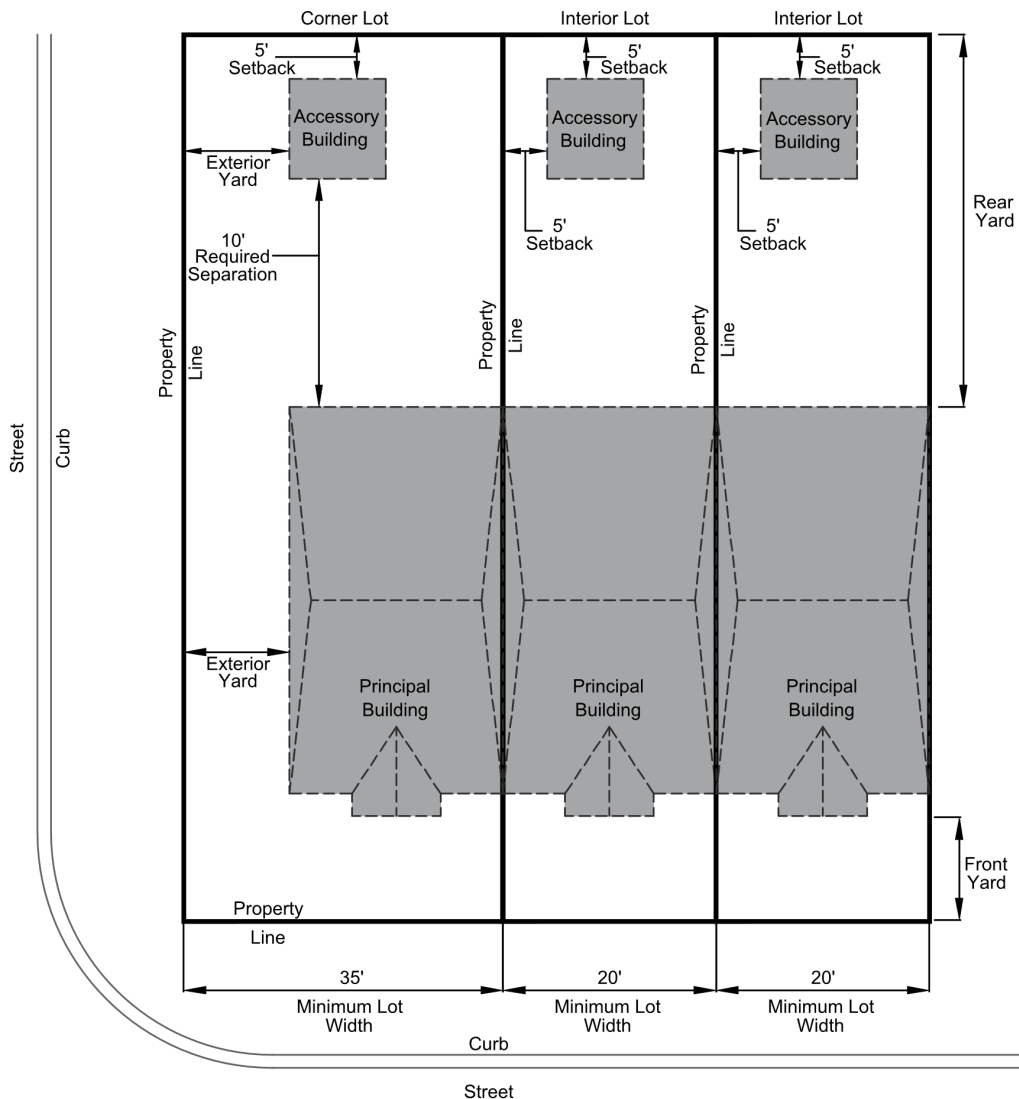 Corner Lot
Interior Lot
Interior Lot
5'
Setback
5'
Setback
5'
Setback
Accessory
Building
Accessory
Building
Accessory
Building
Exterior
Yard
5'
Setback
5'
Setback
Rear
Yard
10'
Required
Separation
Property
Line
Property
Line
Property
Line
Street
Curb
Exterior
Yard
Principal
Building
Principal
Building
Principal
Building
Front
Yard
Property
Line
35'
Minimum Lot
Width
20'
Minimum Lot
Width
20'
Minimum Lot
Width
Curb
Street